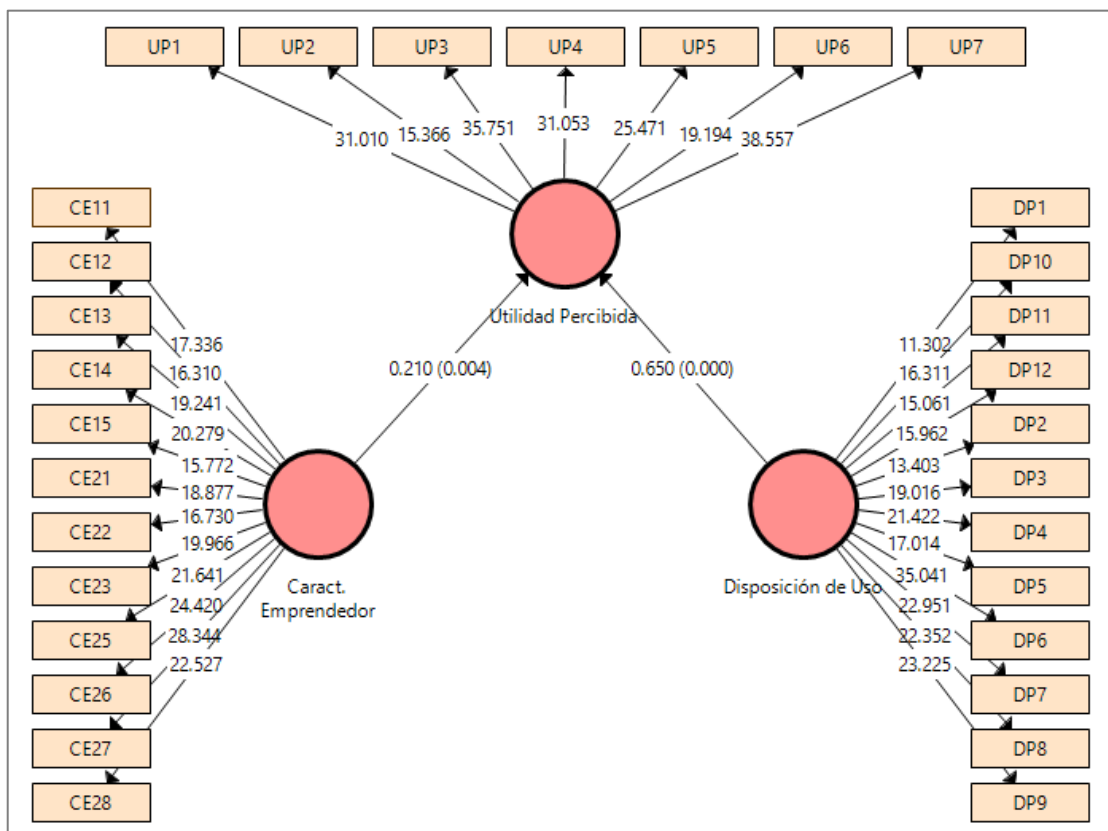 UP1 UP2 UP3 UP4 UP5 UP6 UP7
31.010 15.366 35.751 31.053 25.471 19.194 38.557
Utilidad Percibida
CE11
CE12
CE13
CE14
CE15
CE21
CE22
CE23
CE25
CE26
CE27
CE28
17.336
16.310
19.241
20.279
15.772
18.877
16.730
19.966
21.641
24.420
28.344
22.527
Caract.
Emprendedor
0.210 (0.004)
0.650 (0.000)
Disposición de Uso
11.302
16.311
15.061
15.962
13.403
19.016
21.422
17.014
35.041
22.951
22.352
23.225
DP1
DP10
DP11
DP12
DP2
DP3
DP4
DP5
DP6
DP7
DP8
DP9